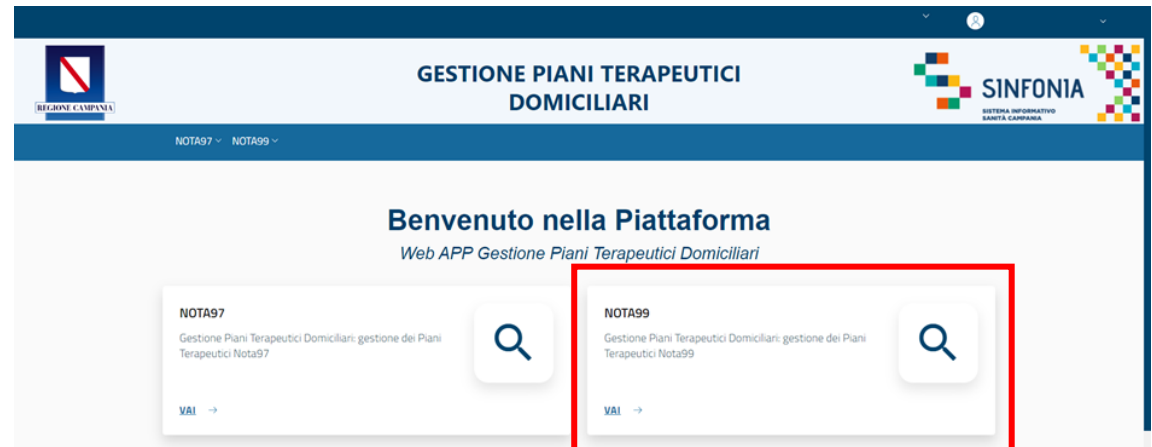 REGIONE CAMPANIA
GESTIONE PIANI TERAPEUTICI
DOMICILIARI
SINFONIA
SISTEMA INFORMATIVO
SANITÀ CAMPANIA
NOTA97 NOTA99
Benvenuto nella Piattaforma
Web APP Gestione Piani Terapeutici Domiciliari
NOTA97
Gestione Piani Terapeutici Domiciliari: gestione dei Piani
Terapeutici Nota97
VAI
NOTA99
Gestione Piani Terapeutici Domiciliari: gestione dei Piani
Terapeutici Nota99
VAI